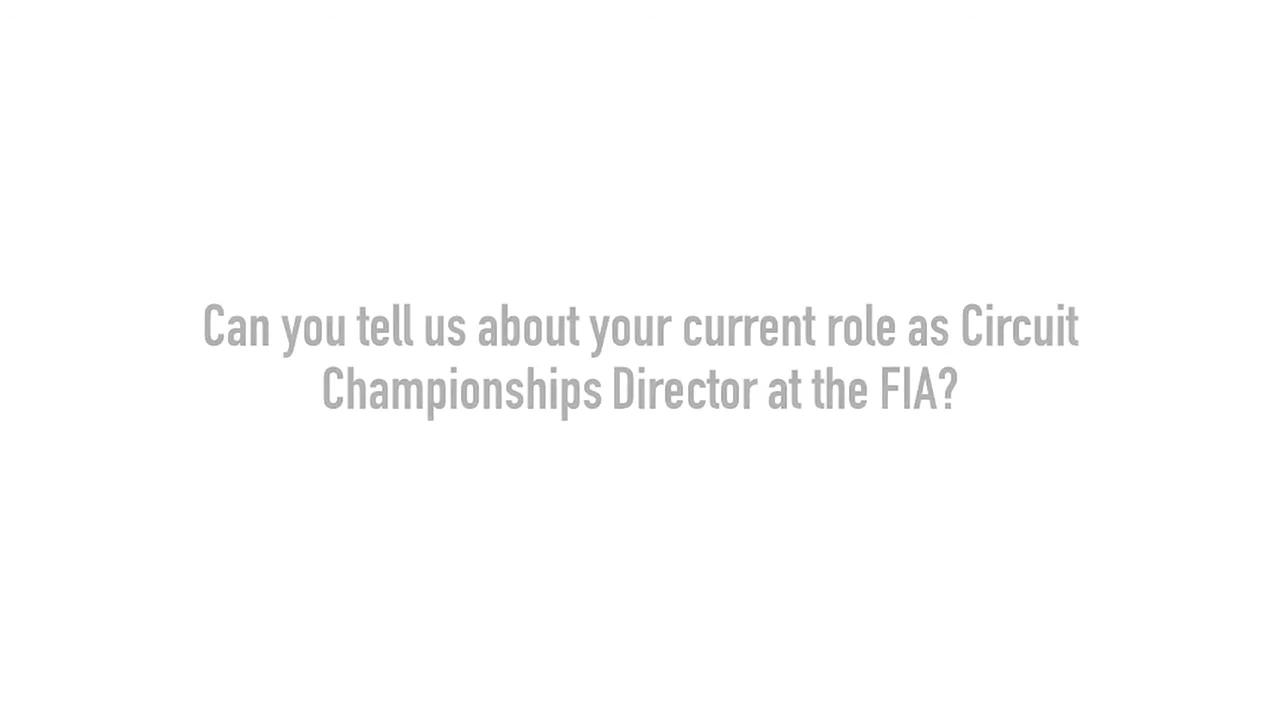 Can you tell us about your current role as Circuit
Championships Director at the FIA?